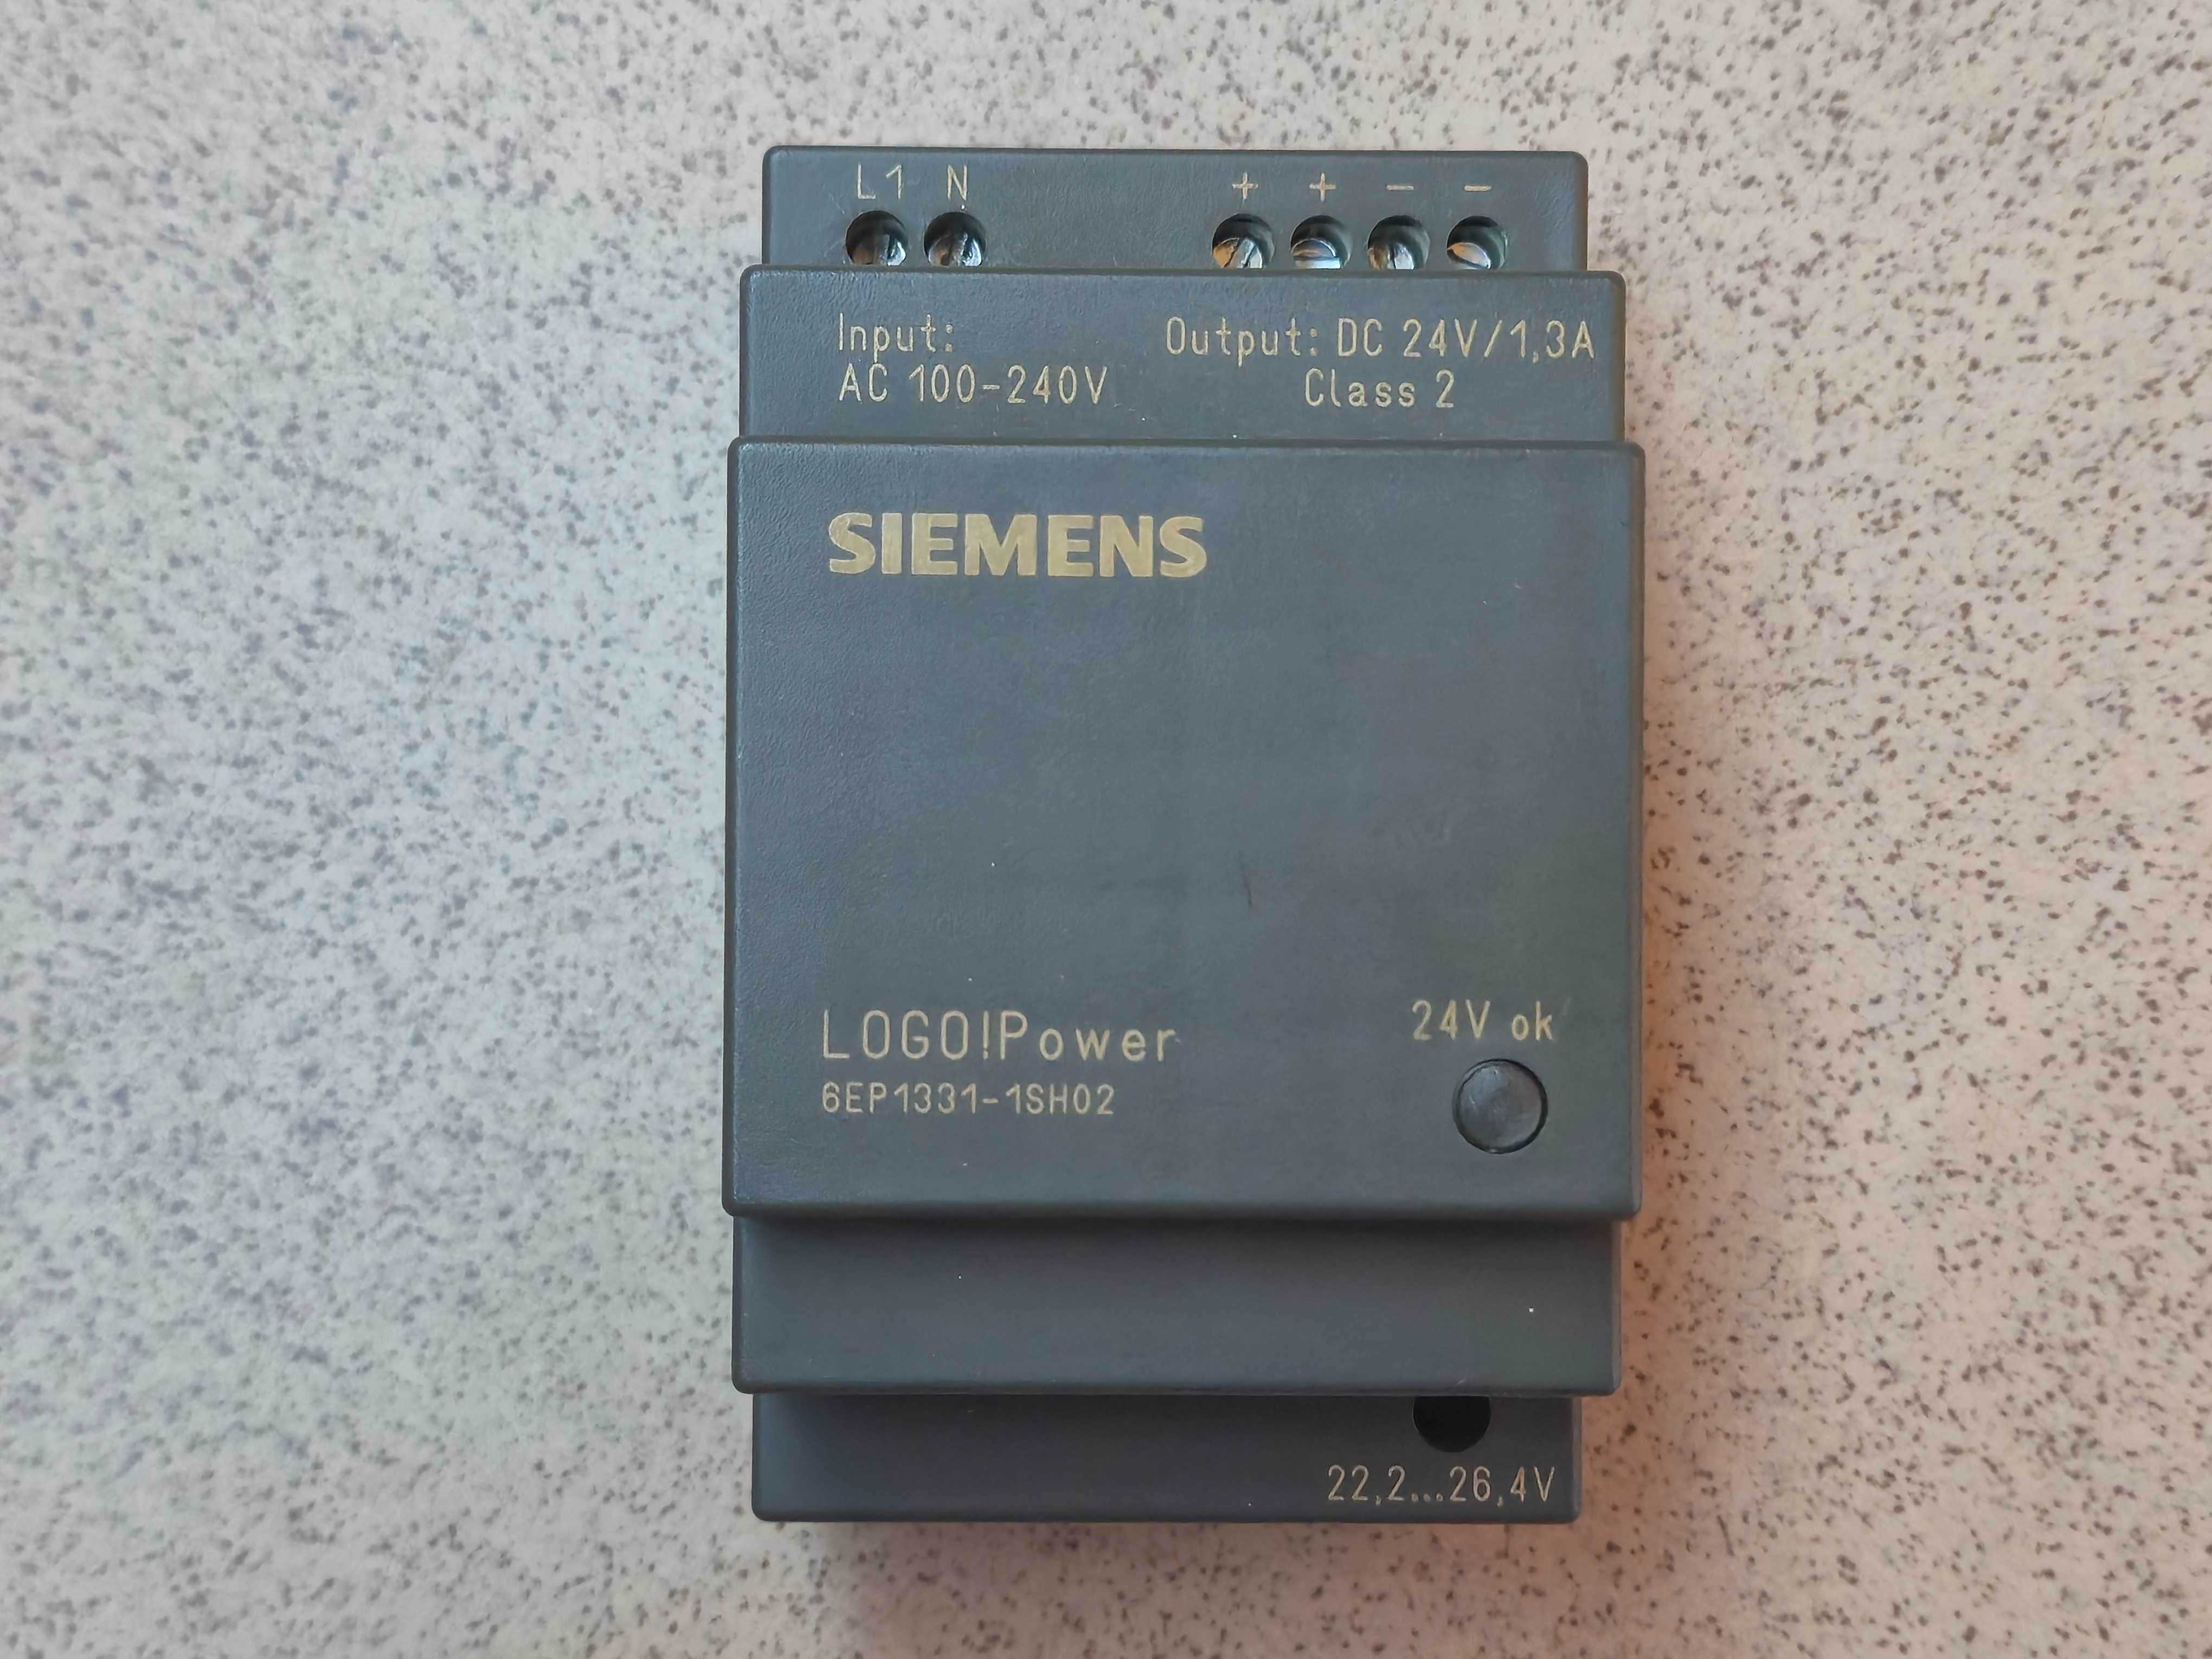 L1 N + + − −
Input: Output: DC 24V/1,3A
AC 100-240V Class 2
SIEMENS
LOGO!Power 24V ok
6EP1331-1SH02
22,2...26,4V